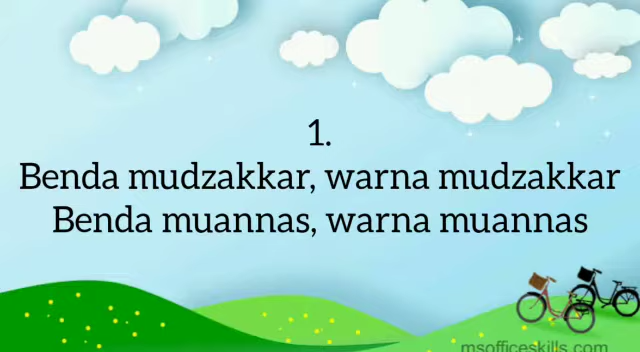 1.
Benda mudzakkar, warna mudzakkar
Benda muannas, warna muannas
msofficeskills.com